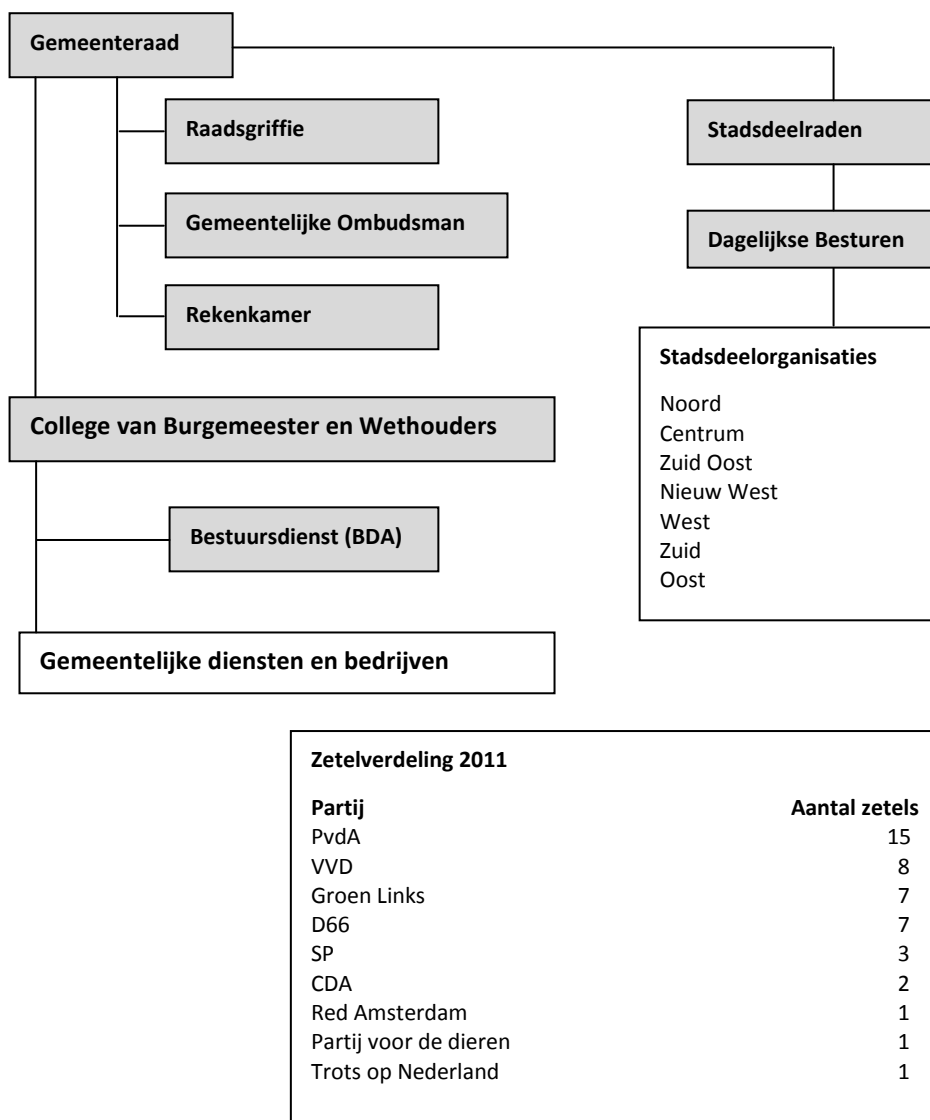 Gemeenteraad
Raadsgriffie
Gemeentelijke Ombudsman
Rekenkamer
College van Burgemeester en Wethouders
Bestuursdienst (BDA)
Gemeentelijke diensten en bedrijven
Stadsdeelraden
Dagelijkse Besturen
Stadsdeelorganisaties
Noord
Centrum
Zuid Oost
Nieuw West
West
Zuid
Oost
Zetelverdeling 2011
Partij Aantal zetels
PvdA 15
VVD 8
Groen Links 7
D66 7
SP 3
CDA 2
Red Amsterdam 1
Partij voor de dieren 1
Trots op Nederland 1